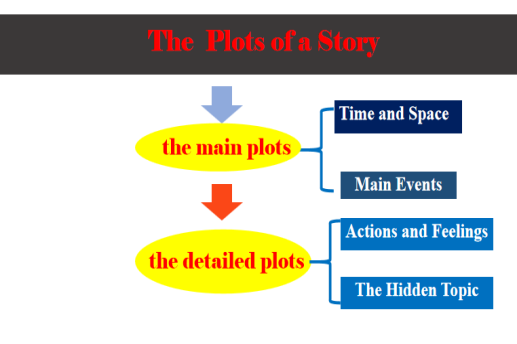 The Plots of a Story
the main plots
Time and Space
Main Events
the detailed plots
Actions and Feelings
The Hidden Topic